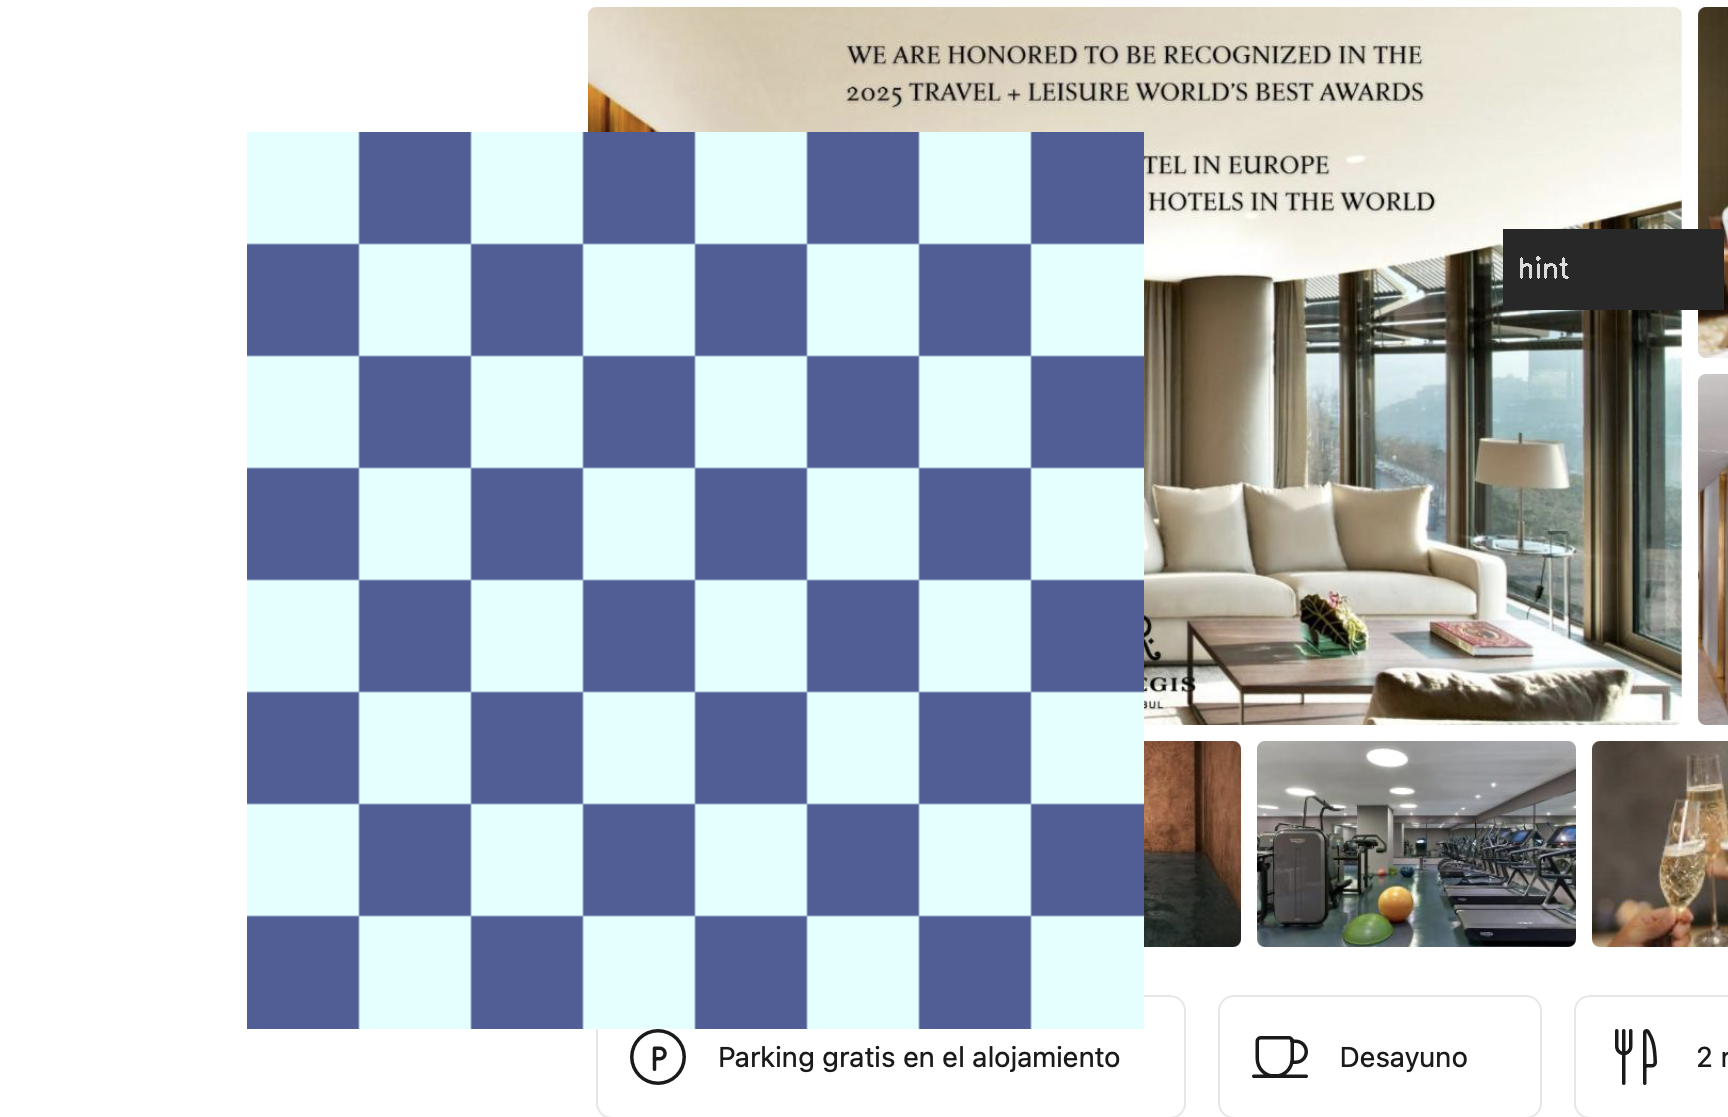 WE ARE HONORED TO BE RECOGNIZED IN THE
2025 TRAVEL + LEISURE WORLD'S BEST AWARDS
IN EUROPE
HOTELS IN THE WORLD
hint
Parking gratis en el alojamiento
Desayuno
2